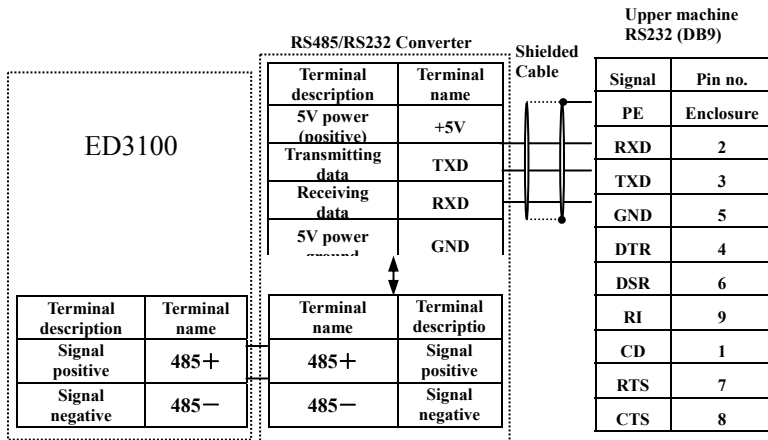 Upper machine
RS232 (DB9)
RS485/RS232 Converter
Shielded
Cable
ED3100
Terminal
description
Terminal
name
5V power
(positive)
+5V
Transmitting
data
TXD
Receiving
data
RXD
5V power
ground
GND
Signal
Pin no.
PE
Enclosure
RXD
2
TXD
3
GND
5
DTR
4
DSR
6
RI
9
CD
1
RTS
7
CTS
8
Terminal
description
Terminal
name
Signal
positive
485+
Signal
negative
485−
Terminal
name
Terminal
descriptio
485+
Signal
positive
485−
Signal
negative